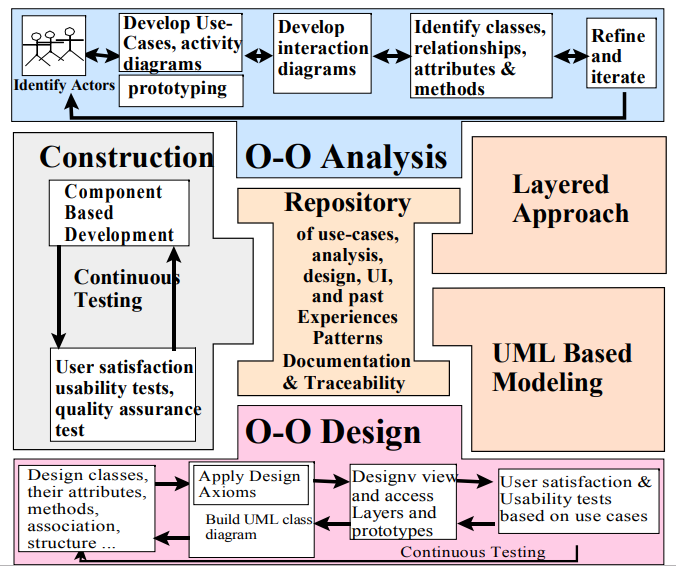 Identify Actors
Develop Use-
Cases, activity
diagrams
prototyping
Develop
interaction
diagrams
Identify classes,
relationships,
attributes &
methods
Refine
and
iterate
O-O Analysis
Construction
Component
Based
Development
Continuous
Testing
User satisfaction
usability tests,
quality assurance
test
Repository
of use-cases,
analysis,
design, UI,
and past
Experiences
Patterns
Documentation
& Traceability
Layered
Approach
UML Based
Modeling
O-O Design
Design classes,
their attributes,
methods,
association,
structure ...
Apply Design
Axioms
Build UML class
diagram
Designv view
and access
Layers and
prototypes
User satisfaction &
Usability tests
based on use cases
Continuous Testing